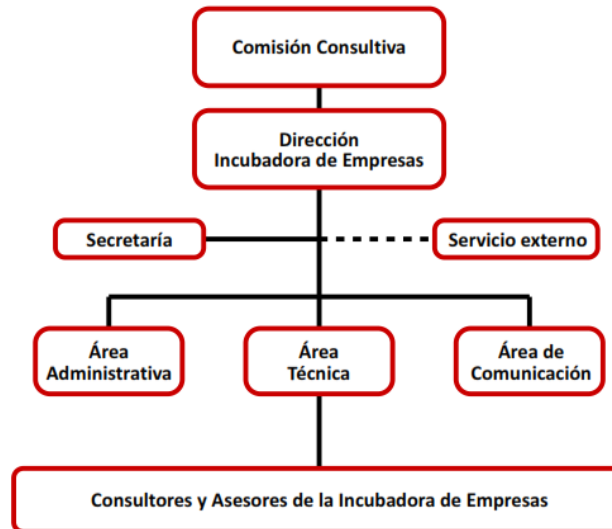 Comisión Consultiva
Dirección
Incubadora de Empresas
Secretaría
Servicio externo
Área
Administrativa
Área
Técnica
Área de
Comunicación
Consultores y Asesores de la Incubadora de Empresas